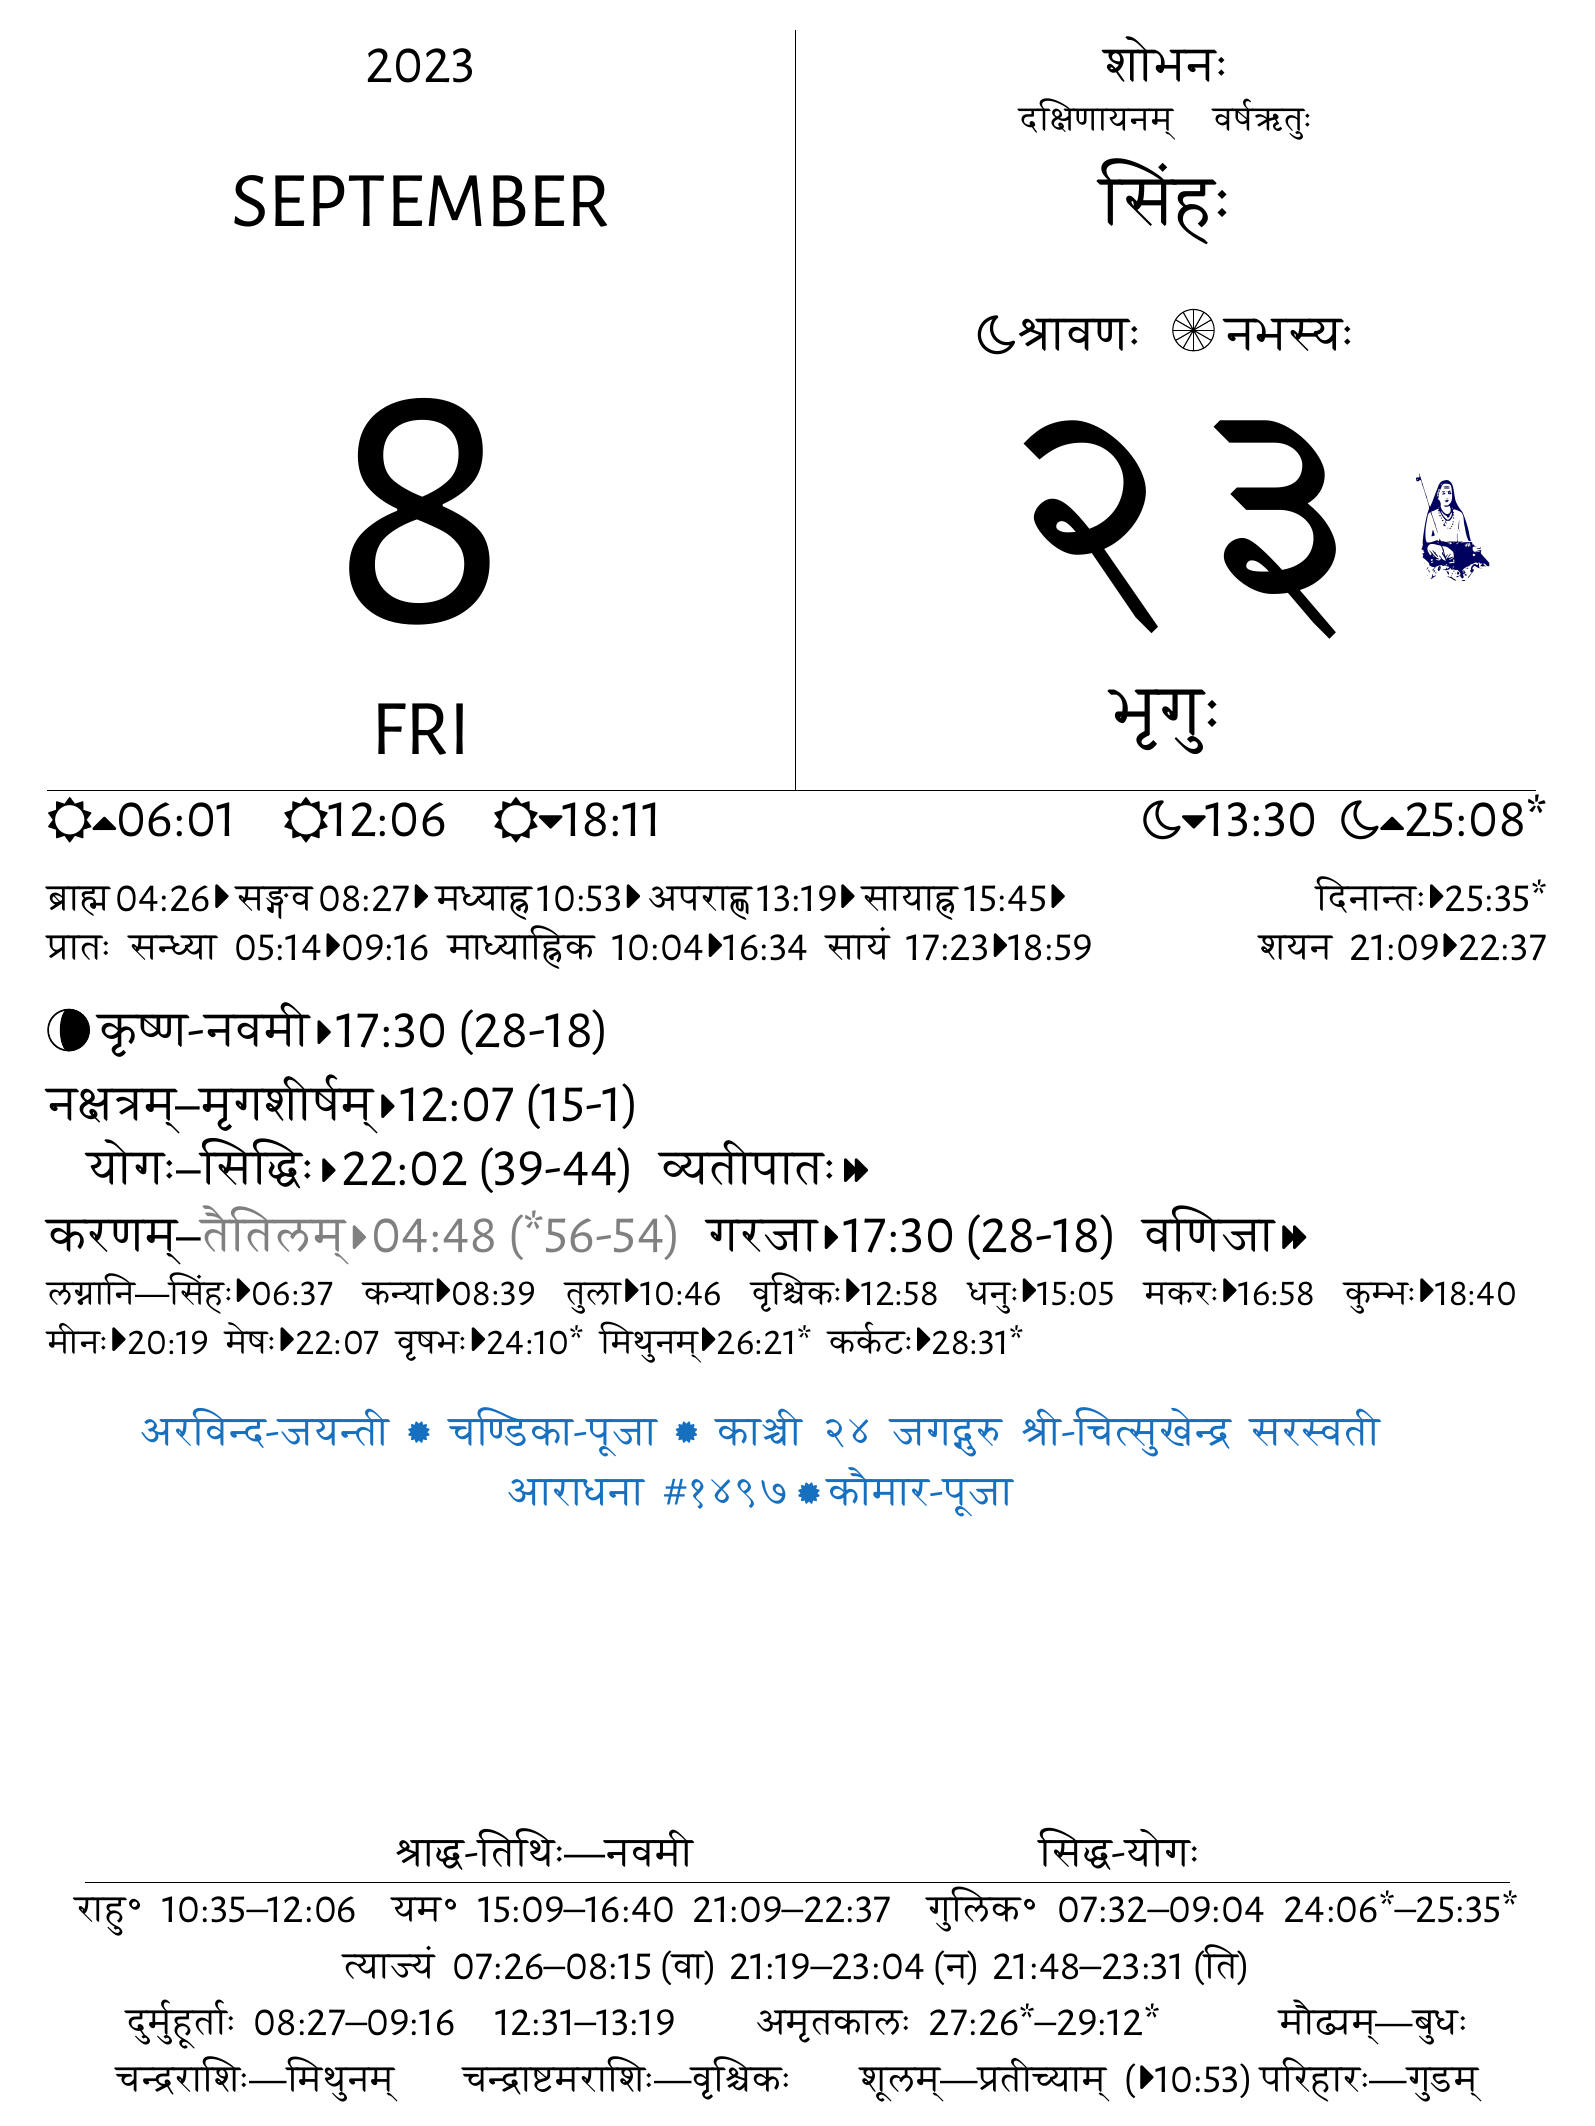 2023
SEPTEMBER
8
FRI
शोभनः
दक्षिणायनम् वर्षऋतुः
सिंहः
श्रावणः नभस्यः
२३
भृगुः
06:01 12:06 18:11 13:30 25:08*
ब्राह्म 04:26 सङ्गव 08:27 मध्याह्न 10:53 अपराह्ण 13:19 सायाह्न 15:45 दिनान्तः 25:35*
प्रातः सन्ध्या 05:14 09:16 माध्याह्निक 10:04 16:34 सायं 17:23 18:59 शयन 21:09 22:37
कृष्ण-नवमी 17:30 (28-18)
नक्षत्रम्–मृगशीर्षम् 12:07 (15-1)
योगः–सिद्धिः 22:02 (39-44) व्यतीपातः
करणम्–तैतिलम् 04:48 (*56-54) गरजा 17:30 (28-18) वणिजा
लग्नानि—सिंहः 06:37 कन्या 08:39 तुला 10:46 वृश्चिकः 12:58 धनुः 15:05 मकरः 16:58 कुम्भः 18:40
मीनः 20:19 मेषः 22:07 वृषभः 24:10* मिथुनम् 26:21* कर्कटः 28:31*
अरविन्द-जयन्ती ✹ चण्डिका-पूजा ✹ काञ्ची २४ जगद्गुरु श्री-चित्सुखेन्द्र सरस्वती
आराधना #१४९७ ✹ कौमार-पूजा
श्राद्ध-तिथिः—नवमी सिद्ध-योगः
राहु॰ 10:35–12:06 यम॰ 15:09–16:40 21:09–22:37 गुलिक॰ 07:32–09:04 24:06*–25:35*
त्याज्यं 07:26–08:15 (वा) 21:19–23:04 (न) 21:48–23:31 (ति)
दुर्मुहूर्ताः 08:27–09:16 12:31–13:19 अमृतकालः 27:26*–29:12* मौढ्यम्—बुधः
चन्द्रराशिः—मिथुनम् चन्द्राष्टमराशिः—वृश्चिकः शूलम्—प्रतीच्याम् (10:53) परिहारः—गुडम्